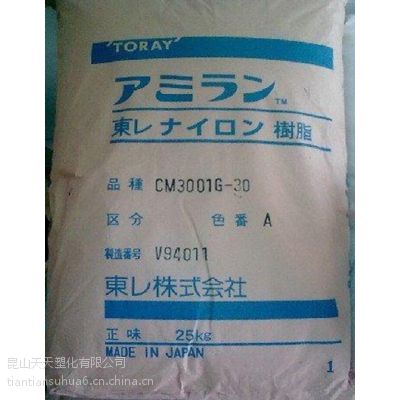 TORAY
アミラン™
東レナイロン樹脂
品種 CM3001G-30
区分 色番 A
製造番号 V94011
東レ株式会社
正味 25kg
MADE IN JAPAN
1
昆山天天塑化有限公司
tiantiansuhua6.cn.china.cn